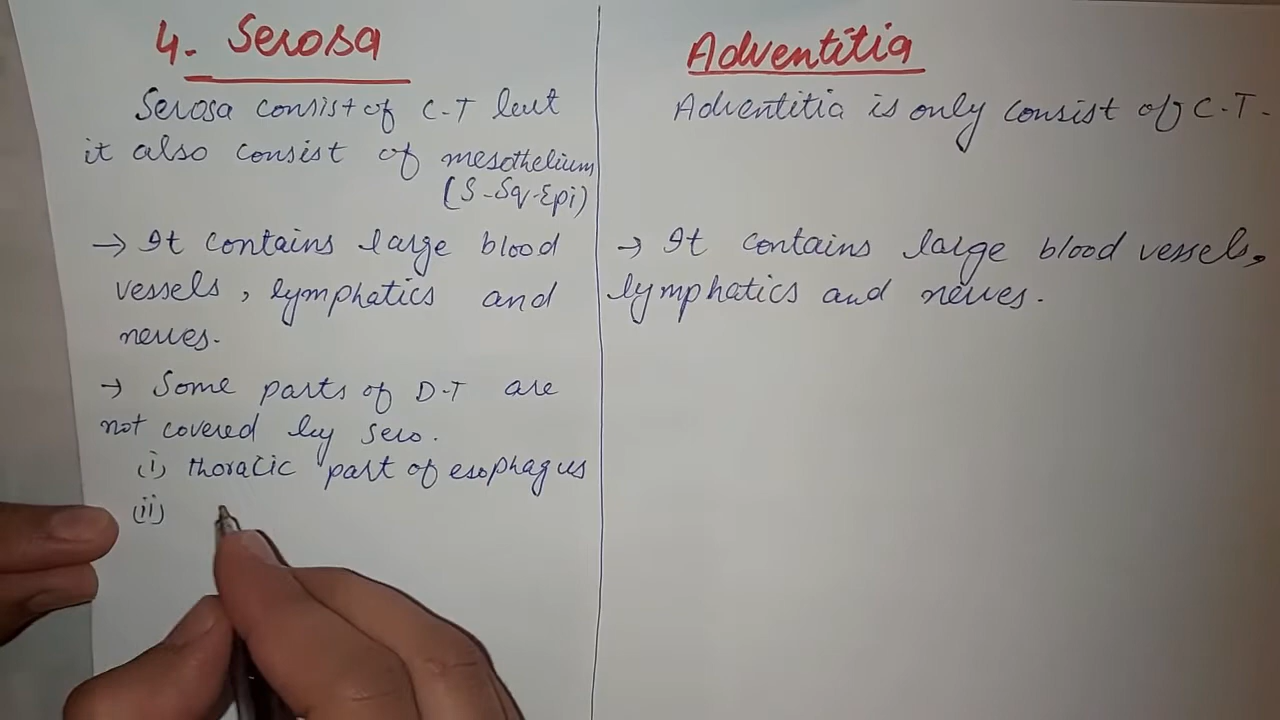 4. Serosa
Serosa consist of C-T but
it also consist of mesothelium
(S-Sq-Epi)
→ It contains large blood
vessels, lymphatics and
nerves.
→ Some parts of D-T are
not covered by sero.
(i) thoracic part of esophagus
(ii)
Adventitia
Adventitia is only consist of C-T-
→ It contains large blood vessels,
lymphatics and nerves.